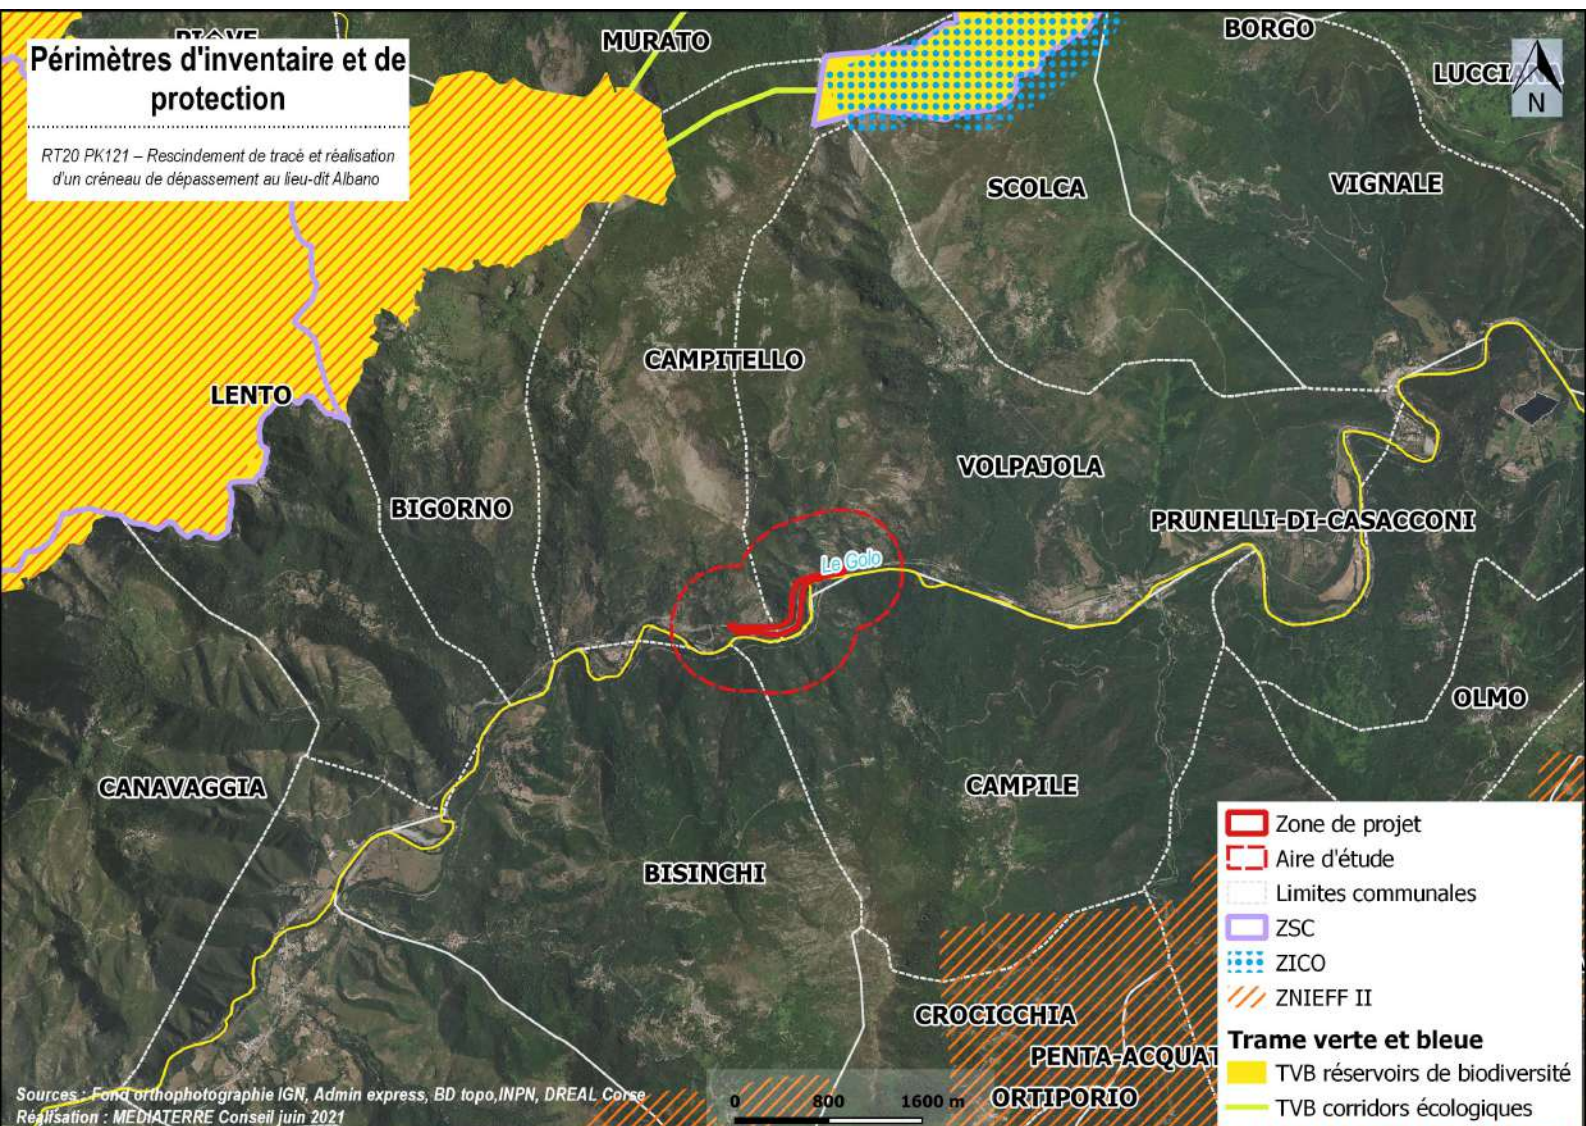 Périmètres d'inventaire et de
protection
RT20 PK121 – Rescindement de tracé et réalisation
d'un créneau de dépassement au lieu-dit Albano
MURATO
BORGO
N
SCOLCA
VIGNALE
CAMPITELLO
LENTO
VOLPAJOLA
BIGORNO
PRUNELLI-DI-CASACCONI
Le Golo
OLMO
CANAVAGGIA
CAMPILE
BISINCHI
CROCICCHIA
PENTA-ACQUAT
ORTIPORIO
Zone de projet
Aire d'étude
Limites communales
ZSC
ZICO
ZNIEFF II
Trame verte et bleue
TVB réservoirs de biodiversité
TVB corridors écologiques
0 800 1600 m
Sources : Fond orthophotographie IGN, Admin express, BD topo,INPN, DREAL Corse
Réalisation : MEDIATERRE Conseil juin 2021